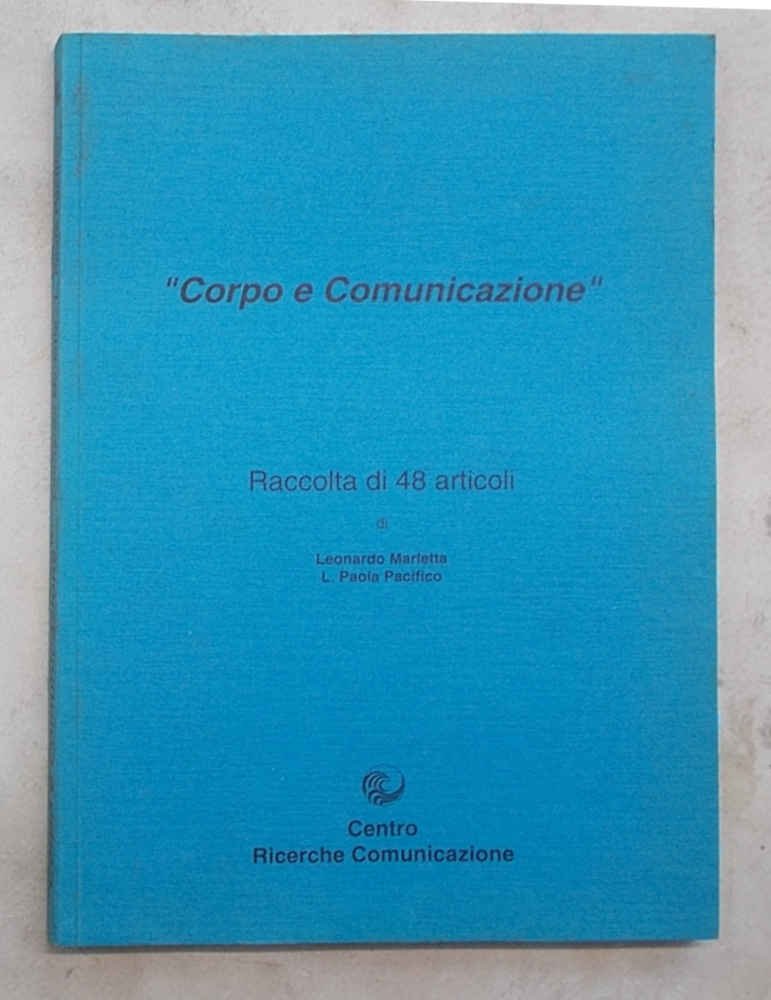 "Corpo e Comunicazione"
Raccolta di 48 articoli
di
Leonardo Marletta
L. Paola Pacifico
Centro
Ricerche Comunicazione